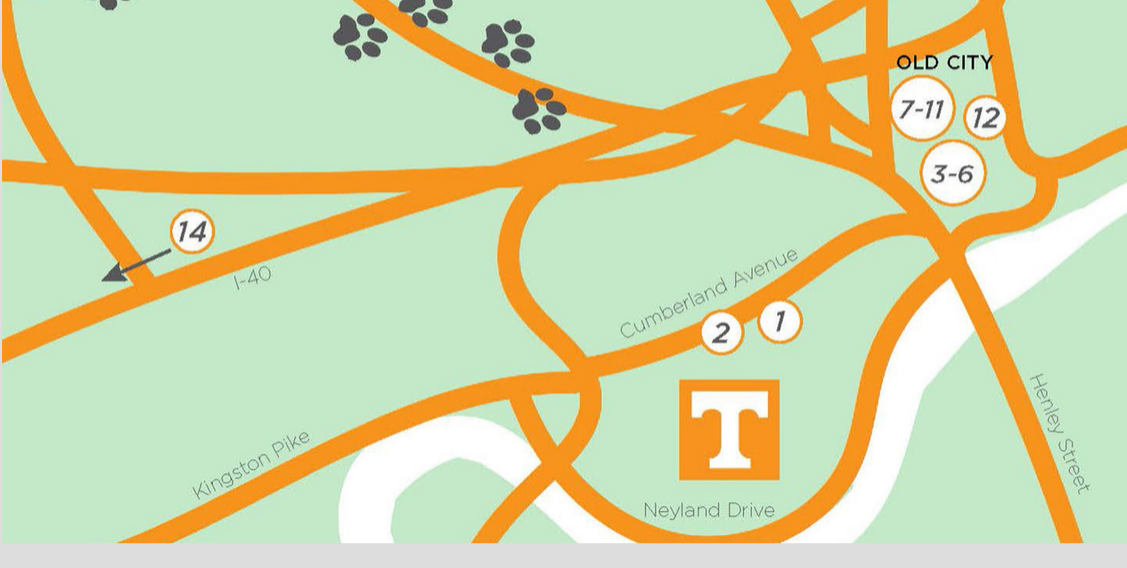 OLD CITY
7-11
12
3-6
14
I-40
Cumberland Avenue
2
1
T
Kingston Pike
Henley Street
Neyland Drive